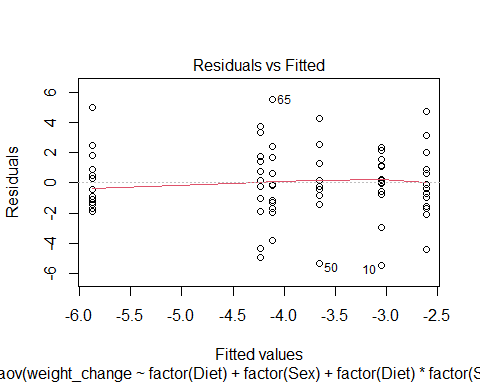 Residuals vs Fitted
Residuals
6
4
2
0
-2
-4
-6
65
50
10
-6.0 -5.5 -5.0 -4.5 -4.0 -3.5 -3.0 -2.5
Fitted values
aov(weight_change ~ factor(Diet) + factor(Sex) + factor(Diet) * factor(S